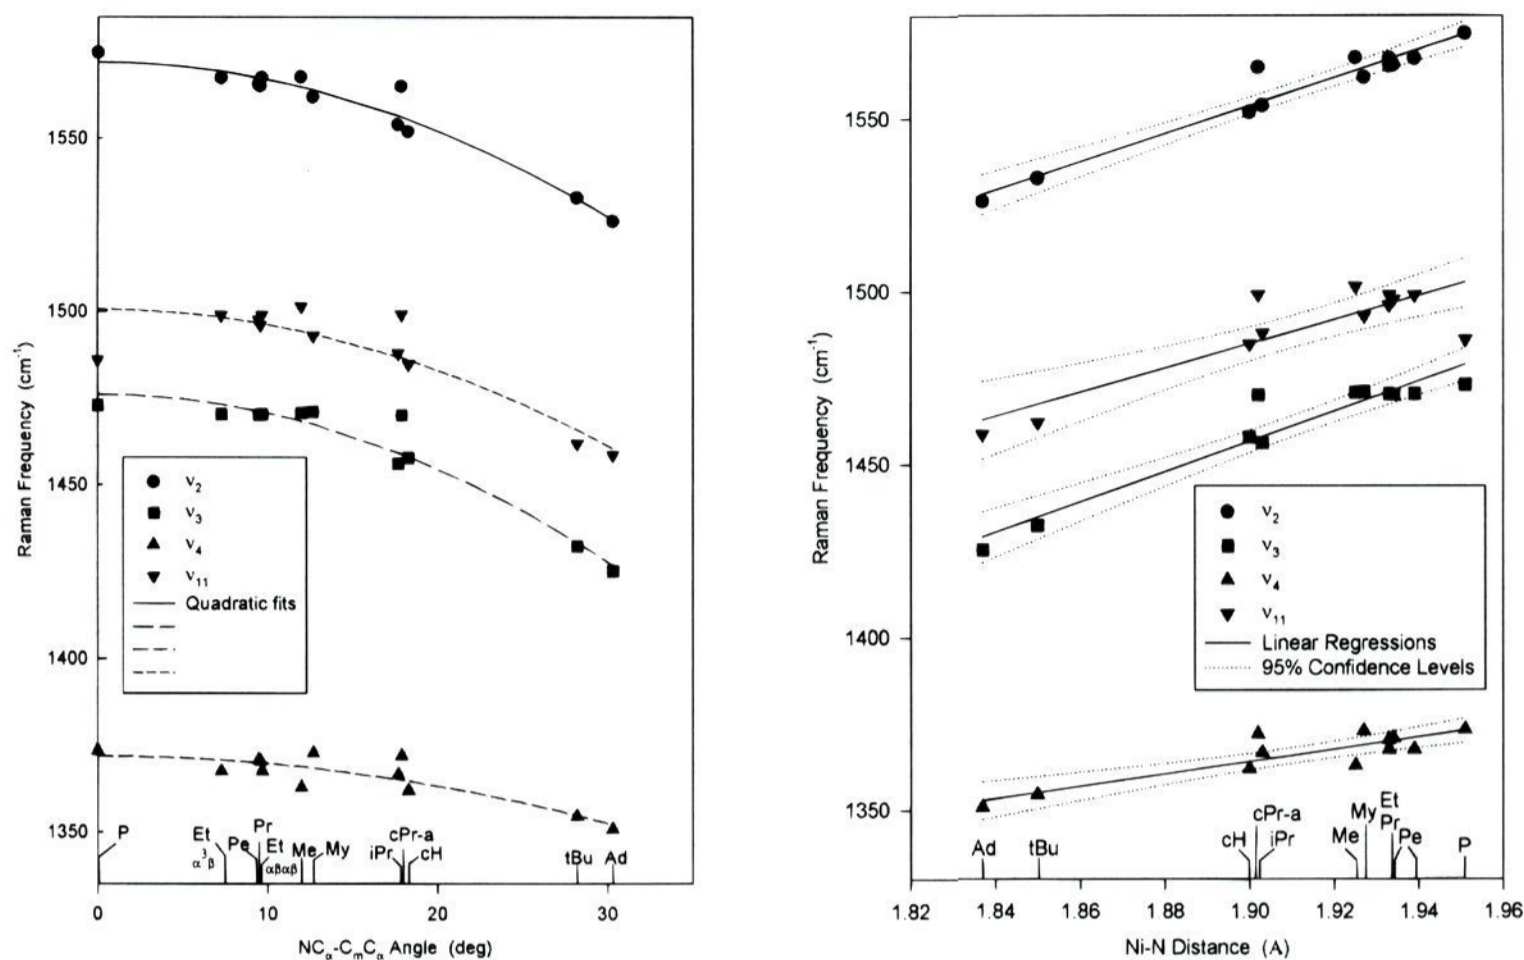 1550
1500
1450
1400
1350
Raman Frequency (cm⁻¹)
ν₂
ν₃
ν₄
ν₁₁
Quadratic fits
P
Et
α³β
Pe
Pr
Et
αβαβ
Me
My
iPr
cPr-a
cH
tBu
Ad
0
10
20
30
NCα-CmCα Angle (deg)
1550
1500
1450
1400
1350
Raman Frequency (cm⁻¹)
ν₂
ν₃
ν₄
ν₁₁
Linear Regressions
95% Confidence Levels
Ad
tBu
cH
cPr-a
iPr
Me
My
Et
Pr
Pe
P
1.82
1.84
1.86
1.88
1.90
1.92
1.94
1.96
Ni-N Distance (A)